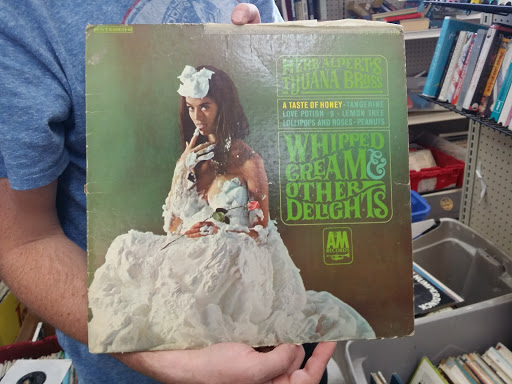 STEREO
HERB ALPERT'S
TIJUANA BRASS
A TASTE OF HONEY • TANGERINE
LOVE POTION #9 • LEMON TREE
LOLLIPOPS AND ROSES • PEANUTS
WHIPPED
CREAM &
OTHER
DELIGHTS
A&M
RECORDS